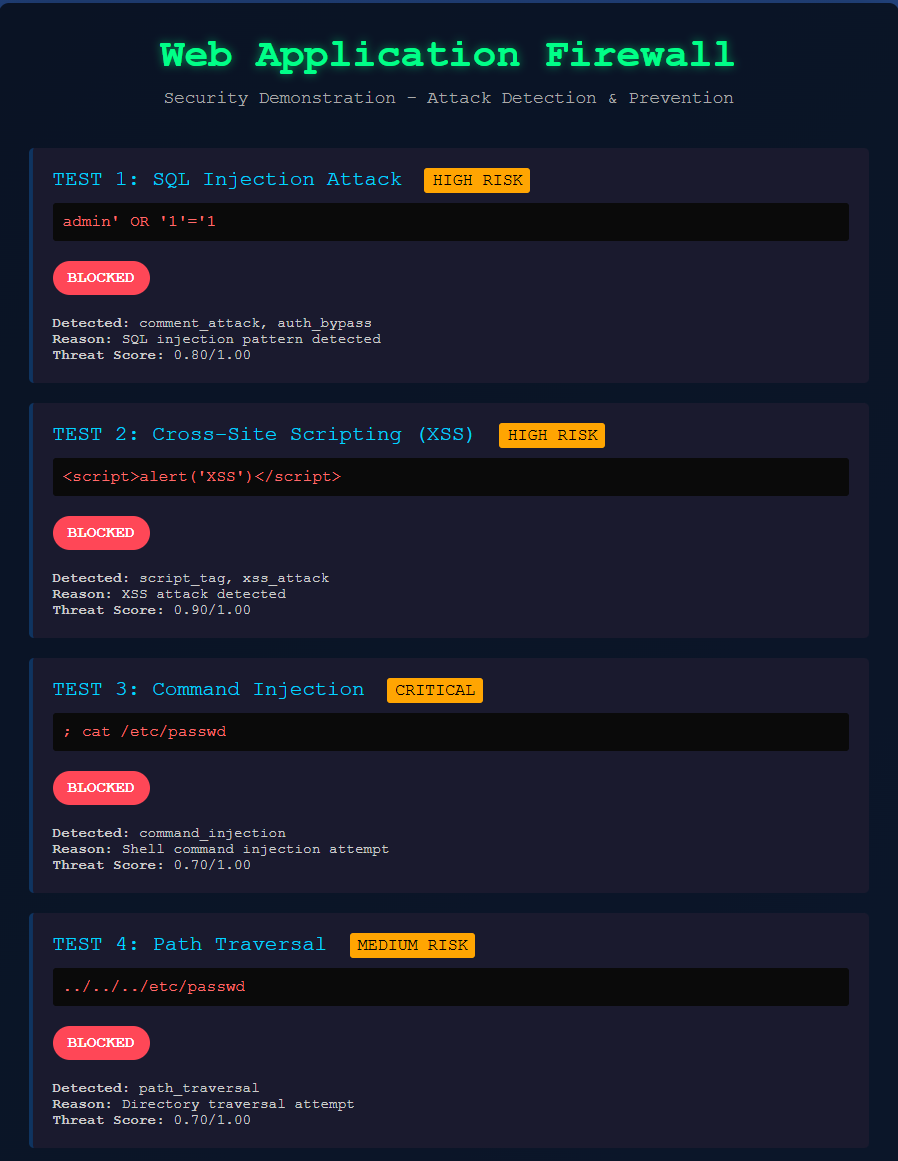 Web Application Firewall
Security Demonstration - Attack Detection & Prevention
TEST 1: SQL Injection Attack HIGH RISK
admin' OR '1'='1
BLOCKED
Detected: comment_attack, auth_bypass
Reason: SQL injection pattern detected
Threat Score: 0.80/1.00
TEST 2: Cross-Site Scripting (XSS) HIGH RISK
<script>alert('XSS')</script>
BLOCKED
Detected: script_tag, xss_attack
Reason: XSS attack detected
Threat Score: 0.90/1.00
TEST 3: Command Injection CRITICAL
; cat /etc/passwd
BLOCKED
Detected: command_injection
Reason: Shell command injection attempt
Threat Score: 0.70/1.00
TEST 4: Path Traversal MEDIUM RISK
../../../etc/passwd
BLOCKED
Detected: path_traversal
Reason: Directory traversal attempt
Threat Score: 0.70/1.00